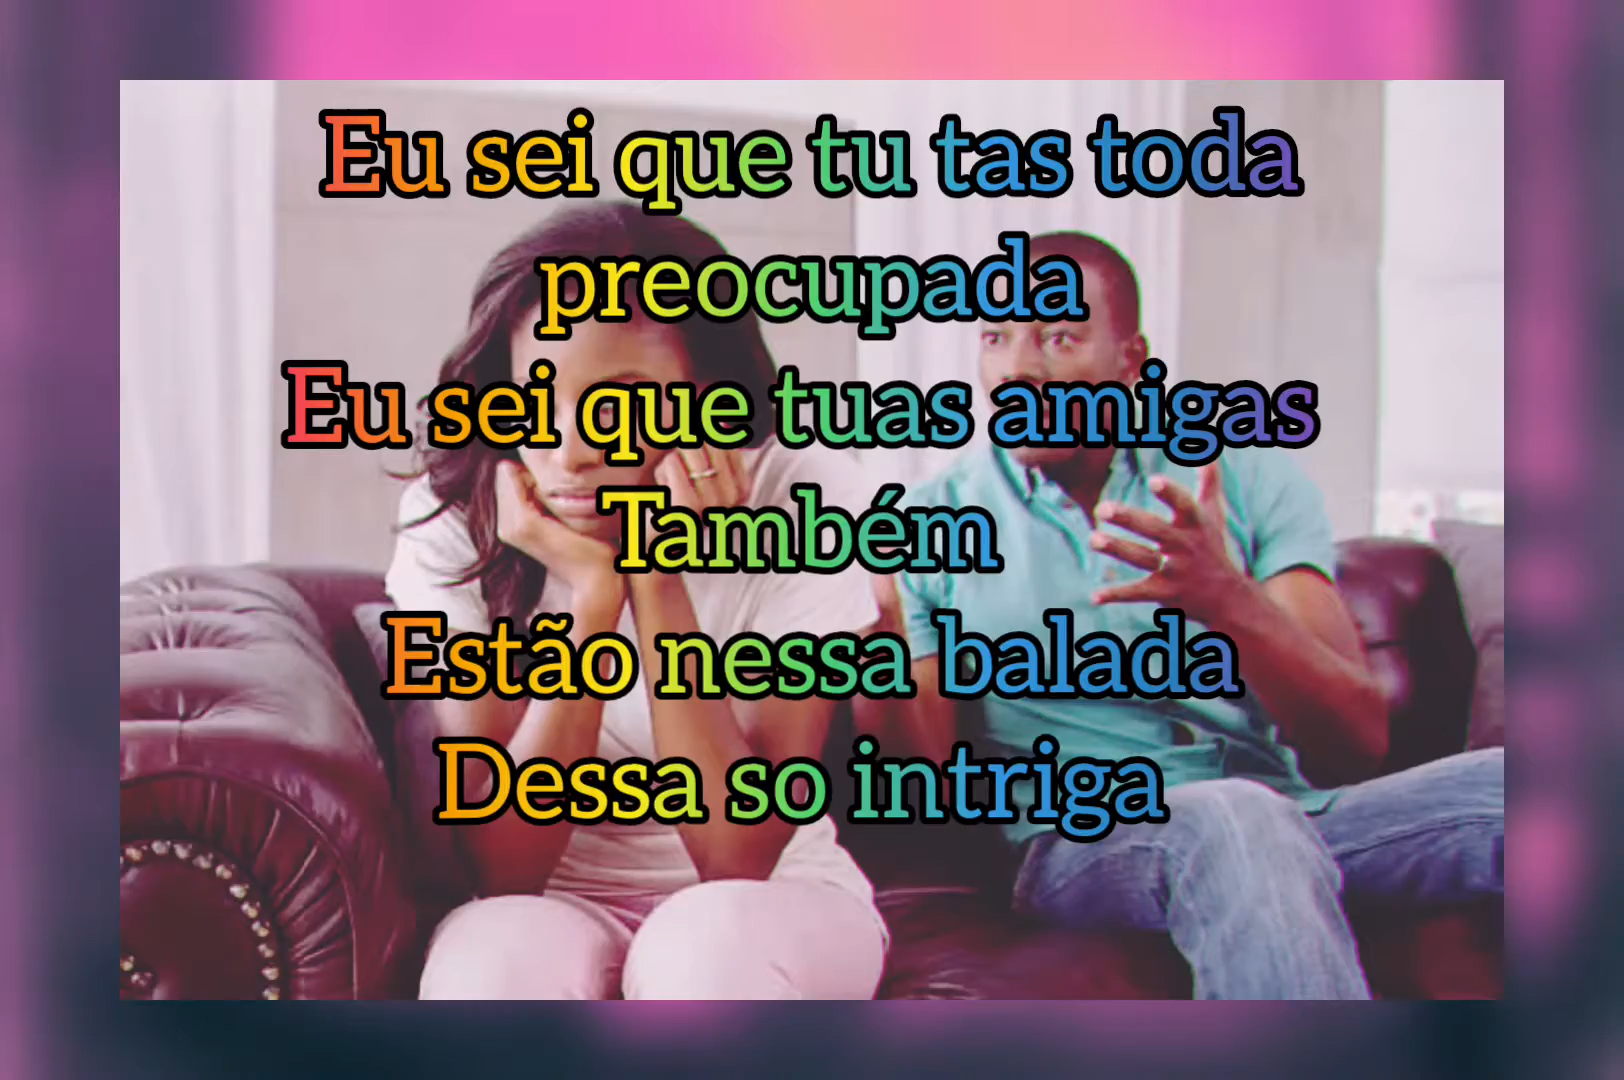 Eu sei que tu tas toda
preocupada
Eu sei que tuas amigas
Também
Estão nessa balada
Dessa so intriga